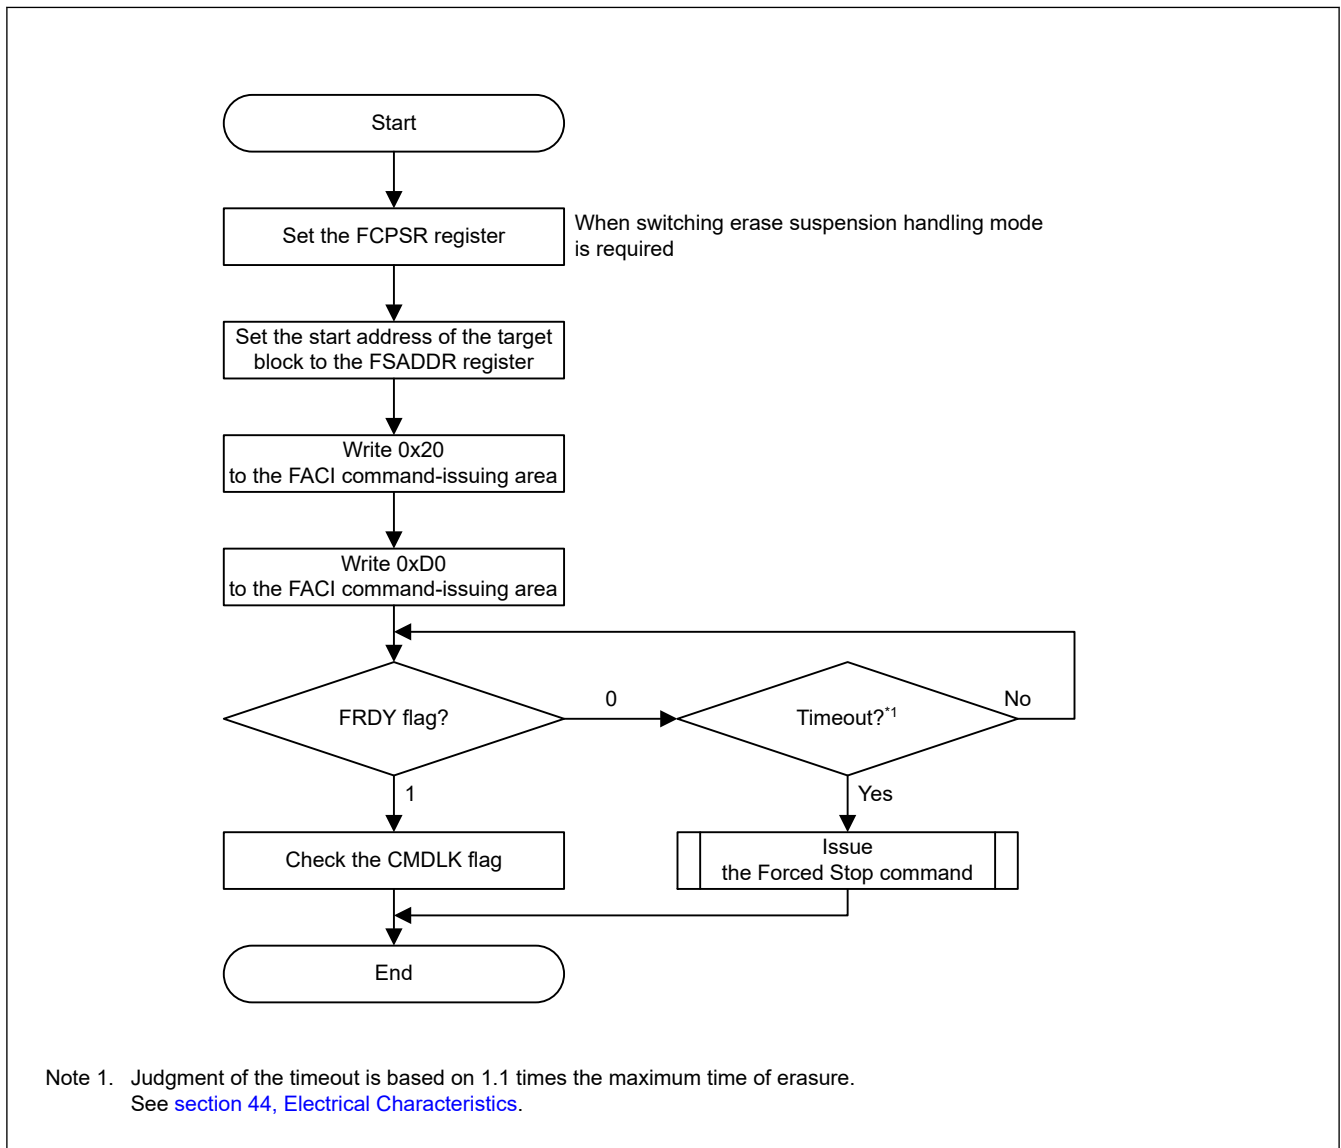 Start
Set the FCPSR register
When switching erase suspension handling mode
is required
Set the start address of the target
block to the FSADDR register
Write 0x20
to the FACI command-issuing area
Write 0xD0
to the FACI command-issuing area
FRDY flag?
0
Timeout?*1
No
1
Yes
Check the CMDLK flag
Issue
the Forced Stop command
End
Note 1. Judgment of the timeout is based on 1.1 times the maximum time of erasure.
See section 44, Electrical Characteristics.